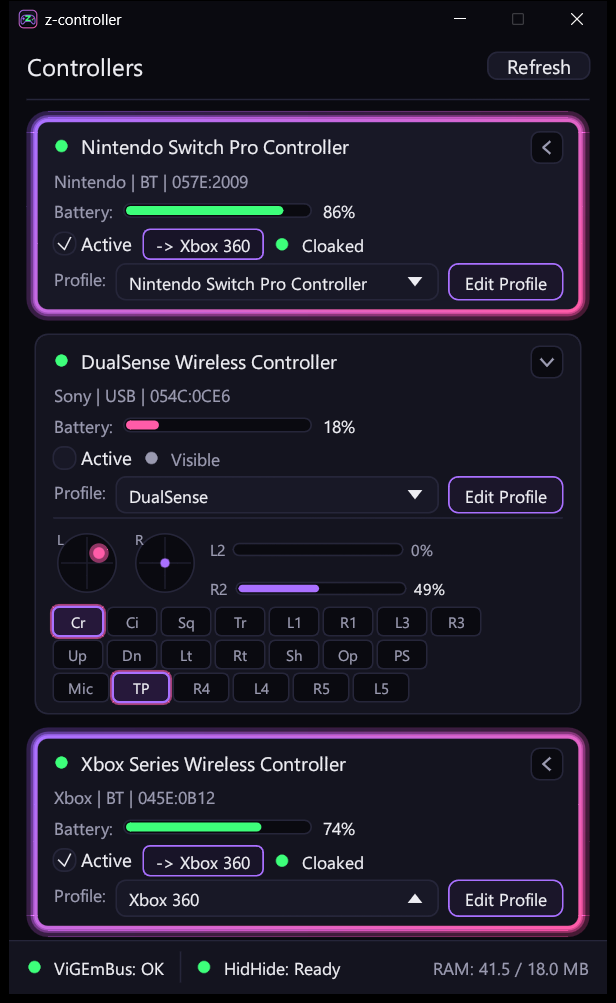 z-controller
Controllers
Refresh
Nintendo Switch Pro Controller
Nintendo | BT | 057E:2009
Battery: 86%
Active -> Xbox 360 Cloaked
Profile: Nintendo Switch Pro Controller Edit Profile
DualSense Wireless Controller
Sony | USB | 054C:0CE6
Battery: 18%
Active Visible
Profile: DualSense Edit Profile
L R L2 0%
R2 49%
Cr Ci Sq Tr L1 R1 L3 R3
Up Dn Lt Rt Sh Op PS
Mic TP R4 L4 R5 L5
Xbox Series Wireless Controller
Xbox | BT | 045E:0B12
Battery: 74%
Active -> Xbox 360 Cloaked
Profile: Xbox 360 Edit Profile
ViGEmBus: OK HidHide: Ready RAM: 41.5 / 18.0 MB